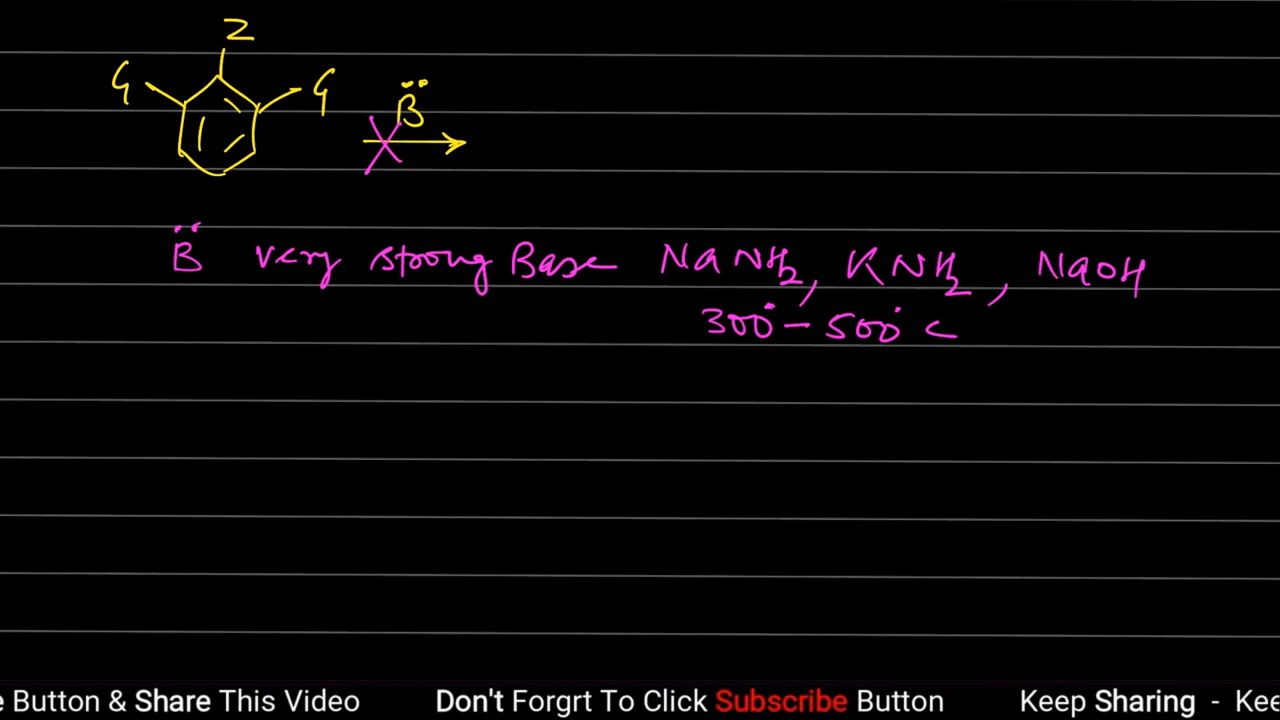 Z
G G
B̈
B̈ very strong Base NaNH₂, KNH₂, NaOH
300° – 500° C
e Button & Share This Video Don't Forgrt To Click Subscribe Button Keep Sharing - Kee